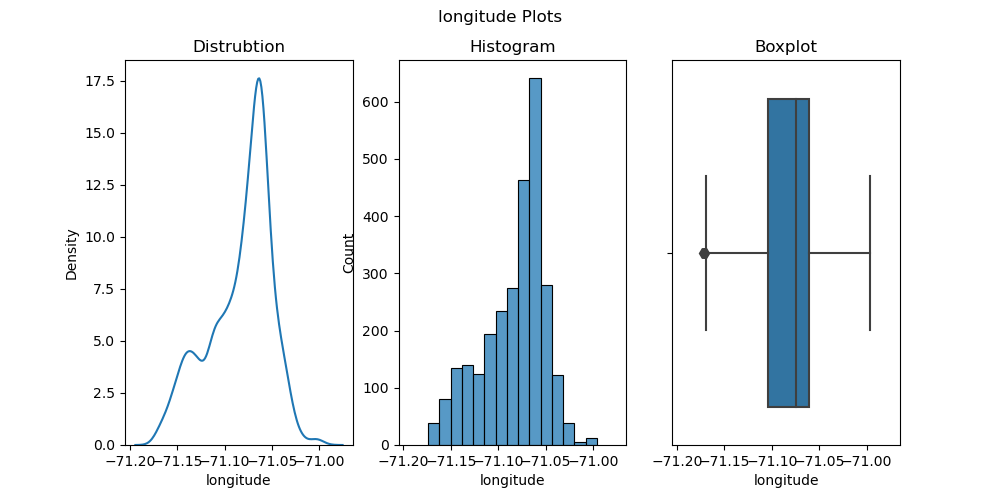 longitude Plots
Distrubtion
Histogram
Boxplot
17.5
15.0
12.5
10.0
7.5
5.0
2.5
0.0
Density
−71.20 −71.15 −71.10 −71.05 −71.00
longitude
600
500
400
300
200
100
0
Count
−71.20 −71.15 −71.10 −71.05 −71.00
longitude
−71.20 −71.15 −71.10 −71.05 −71.00
longitude